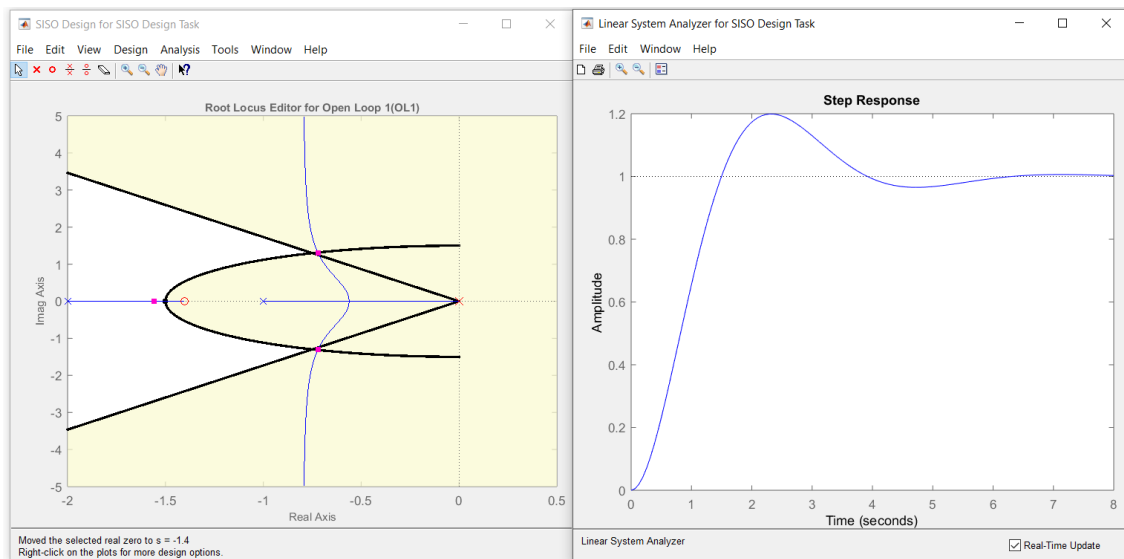 SISO Design for SISO Design Task
File Edit View Design Analysis Tools Window Help
Root Locus Editor for Open Loop 1(OL1)
5
4
3
2
1
0
-1
-2
-3
-4
-5
Imag Axis
-2 -1.5 -1 -0.5 0 0.5
Real Axis
Moved the selected real zero to s = -1.4
Right-click on the plots for more design options.
Linear System Analyzer for SISO Design Task
File Edit Window Help
Step Response
1.2
1
0.8
0.6
0.4
0.2
0
Amplitude
0 1 2 3 4 5 6 7 8
Time (seconds)
Linear System Analyzer
Real-Time Update